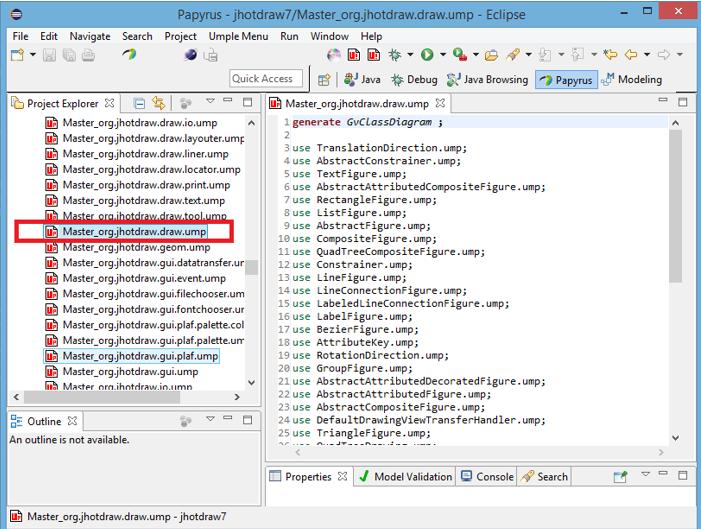 Papyrus - jhotdraw7/Master_org.jhotdraw.draw.ump - Eclipse
File Edit Navigate Search Project Umple Menu Run Window Help
Quick Access Java Debug Java Browsing Papyrus Modeling
Project Explorer
Master_org.jhotdraw.draw.io.ump
Master_org.jhotdraw.draw.layouter.ump
Master_org.jhotdraw.draw.liner.ump
Master_org.jhotdraw.draw.locator.ump
Master_org.jhotdraw.draw.print.ump
Master_org.jhotdraw.draw.text.ump
Master_org.jhotdraw.draw.tool.ump
Master_org.jhotdraw.draw.ump
Master_org.jhotdraw.geom.ump
Master_org.jhotdraw.gui.datatransfer.ur
Master_org.jhotdraw.gui.event.ump
Master_org.jhotdraw.gui.filechooser.um
Master_org.jhotdraw.gui.fontchooser.um
Master_org.jhotdraw.gui.plaf.palette.col
Master_org.jhotdraw.gui.plaf.palette.um
Master_org.jhotdraw.gui.plaf.ump
Master_org.jhotdraw.gui.ump
Master_org.jhotdraw.io.ump
Outline
An outline is not available.
Master_org.jhotdraw.draw.ump
1 generate GvClassDiagram ;
2
3 use TranslationDirection.ump;
4 use AbstractConstrainer.ump;
5 use TextFigure.ump;
6 use AbstractAttributedCompositeFigure.ump;
7 use RectangleFigure.ump;
8 use ListFigure.ump;
9 use AbstractFigure.ump;
10 use CompositeFigure.ump;
11 use QuadTreeCompositeFigure.ump;
12 use Constrainer.ump;
13 use LineFigure.ump;
14 use LineConnectionFigure.ump;
15 use LabeledLineConnectionFigure.ump;
16 use LabelFigure.ump;
17 use BezierFigure.ump;
18 use AttributeKey.ump;
19 use RotationDirection.ump;
20 use GroupFigure.ump;
21 use AbstractAttributedDecoratedFigure.ump;
22 use AbstractAttributedFigure.ump;
23 use AbstractCompositeFigure.ump;
24 use DefaultDrawingViewTransferHandler.ump;
25 use TriangleFigure.ump;
26 use QuadTreeDrawing.ump;
Properties Model Validation Console Search
Master_org.jhotdraw.draw.ump - jhotdraw7